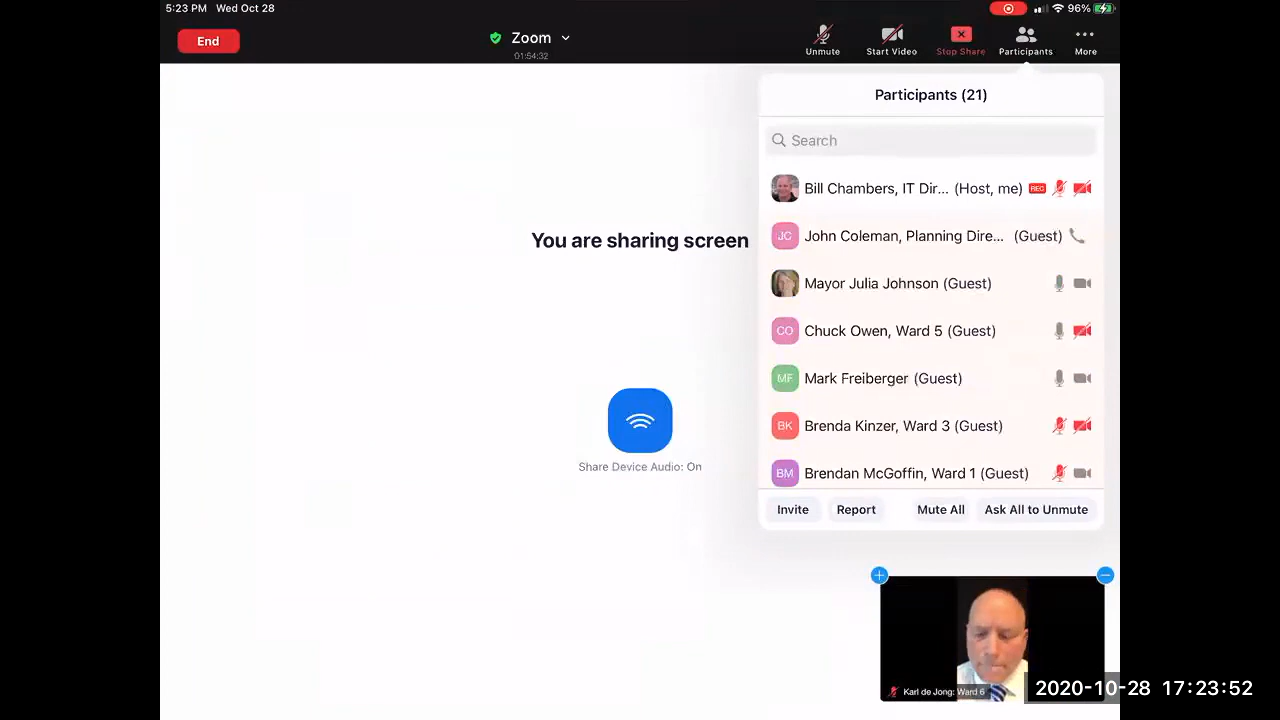 5:23 PM Wed Oct 28
96%
End
Zoom
01:54:32
Unmute
Start Video
Stop Share
Participants
More
Participants (21)
Search
Bill Chambers, IT Dir... (Host, me) REC
JC John Coleman, Planning Dire... (Guest)
Mayor Julia Johnson (Guest)
CO Chuck Owen, Ward 5 (Guest)
MF Mark Freiberger (Guest)
BK Brenda Kinzer, Ward 3 (Guest)
BM Brendan McGoffin, Ward 1 (Guest)
Invite
Report
Mute All
Ask All to Unmute
You are sharing screen
Share Device Audio: On
Karl de Jong: Ward 6
2020-10-28 17:23:52